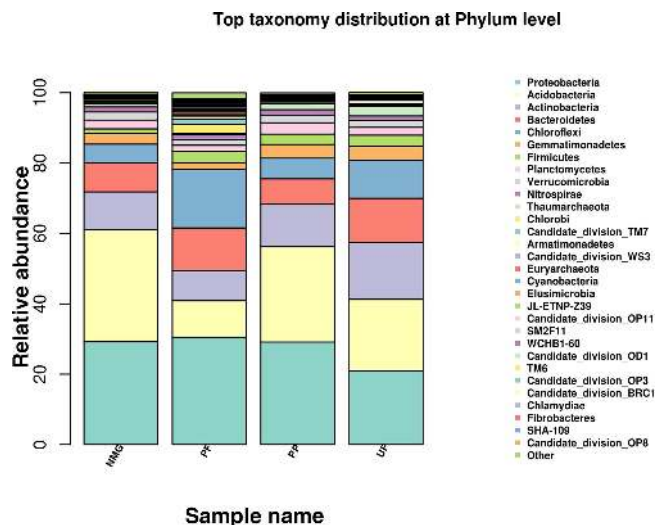 Top taxonomy distribution at Phylum level
Relative abundance
100
80
60
40
20
0
NMG
PF
PP
UF
Sample name
Proteobacteria
Acidobacteria
Actinobacteria
Bacteroidetes
Chloroflexi
Gemmatimonadetes
Firmicutes
Planctomycetes
Verrucomicrobia
Nitrospirae
Thaumarchaeota
Chlorobi
Candidate_division_TM7
Armatimonadetes
Candidate_division_WS3
Euryarchaeota
Cyanobacteria
Elusimicrobia
JL-ETNP-Z39
Candidate_division_OP11
SM2F11
WCHB1-60
Candidate_division_OD1
TM6
Candidate_division_OP3
Candidate_division_BRC1
Chlamydiae
Fibrobacteres
SHA-109
Candidate_division_OP8
Other